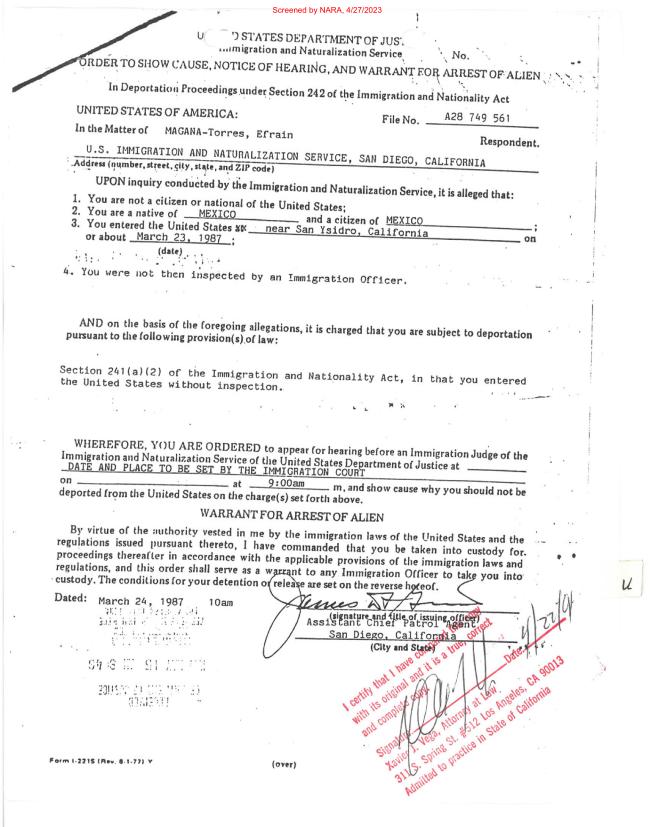 Screened by NARA, 4/27/2023
STATES DEPARTMENT OF JUS
Immigration and Naturalization Service
No.
ORDER TO SHOW CAUSE, NOTICE OF HEARING, AND WARRANT FOR ARREST OF ALIEN
In Deportation Proceedings under Section 242 of the Immigration and Nationality Act
UNITED STATES OF AMERICA:
File No. A28 749 561
In the Matter of MAGANA-Torres, Efrain
Respondent.
U.S. IMMIGRATION AND NATURALIZATION SERVICE, SAN DIEGO, CALIFORNIA
Address (number, street, city, state, and ZIP code)
UPON inquiry conducted by the Immigration and Naturalization Service, it is alleged that:
1. You are not a citizen or national of the United States;
2. You are a native of MEXICO and a citizen of MEXICO ;
3. You entered the United States near San Ysidro, California on
or about March 23, 1987 ;
(date)
4. You were not then inspected by an Immigration Officer.
AND on the basis of the foregoing allegations, it is charged that you are subject to deportation
pursuant to the following provision(s) of law:
Section 241(a)(2) of the Immigration and Nationality Act, in that you entered
the United States without inspection.
WHEREFORE, YOU ARE ORDERED to appear for hearing before an Immigration Judge of the
Immigration and Naturalization Service of the United States Department of Justice at
DATE AND PLACE TO BE SET BY THE IMMIGRATION COURT
on at 9:00am m, and show cause why you should not be
deported from the United States on the charge(s) set forth above.
WARRANT FOR ARREST OF ALIEN
By virtue of the authority vested in me by the immigration laws of the United States and the
regulations issued pursuant thereto, I have commanded that you be taken into custody for
proceedings thereafter in accordance with the applicable provisions of the immigration laws and
regulations, and this order shall serve as a warrant to any Immigration Officer to take you into
custody. The conditions for your detention or release are set on the reverse hereof.
Dated: March 24, 1987 10am
(signature and title of issuing officer)
Assistant Chief Patrol Agent
San Diego, California
(City and State)
I certify that I have
with its original and it is a true, correct
and complete
Signature Date
Xavier J. Vega, Attorney at Law
311 S. Spring St. #512 Los Angeles, CA 90013
Admitted to practice in State of California
Form I-221S (Rev. 6-1-77) Y
(over)